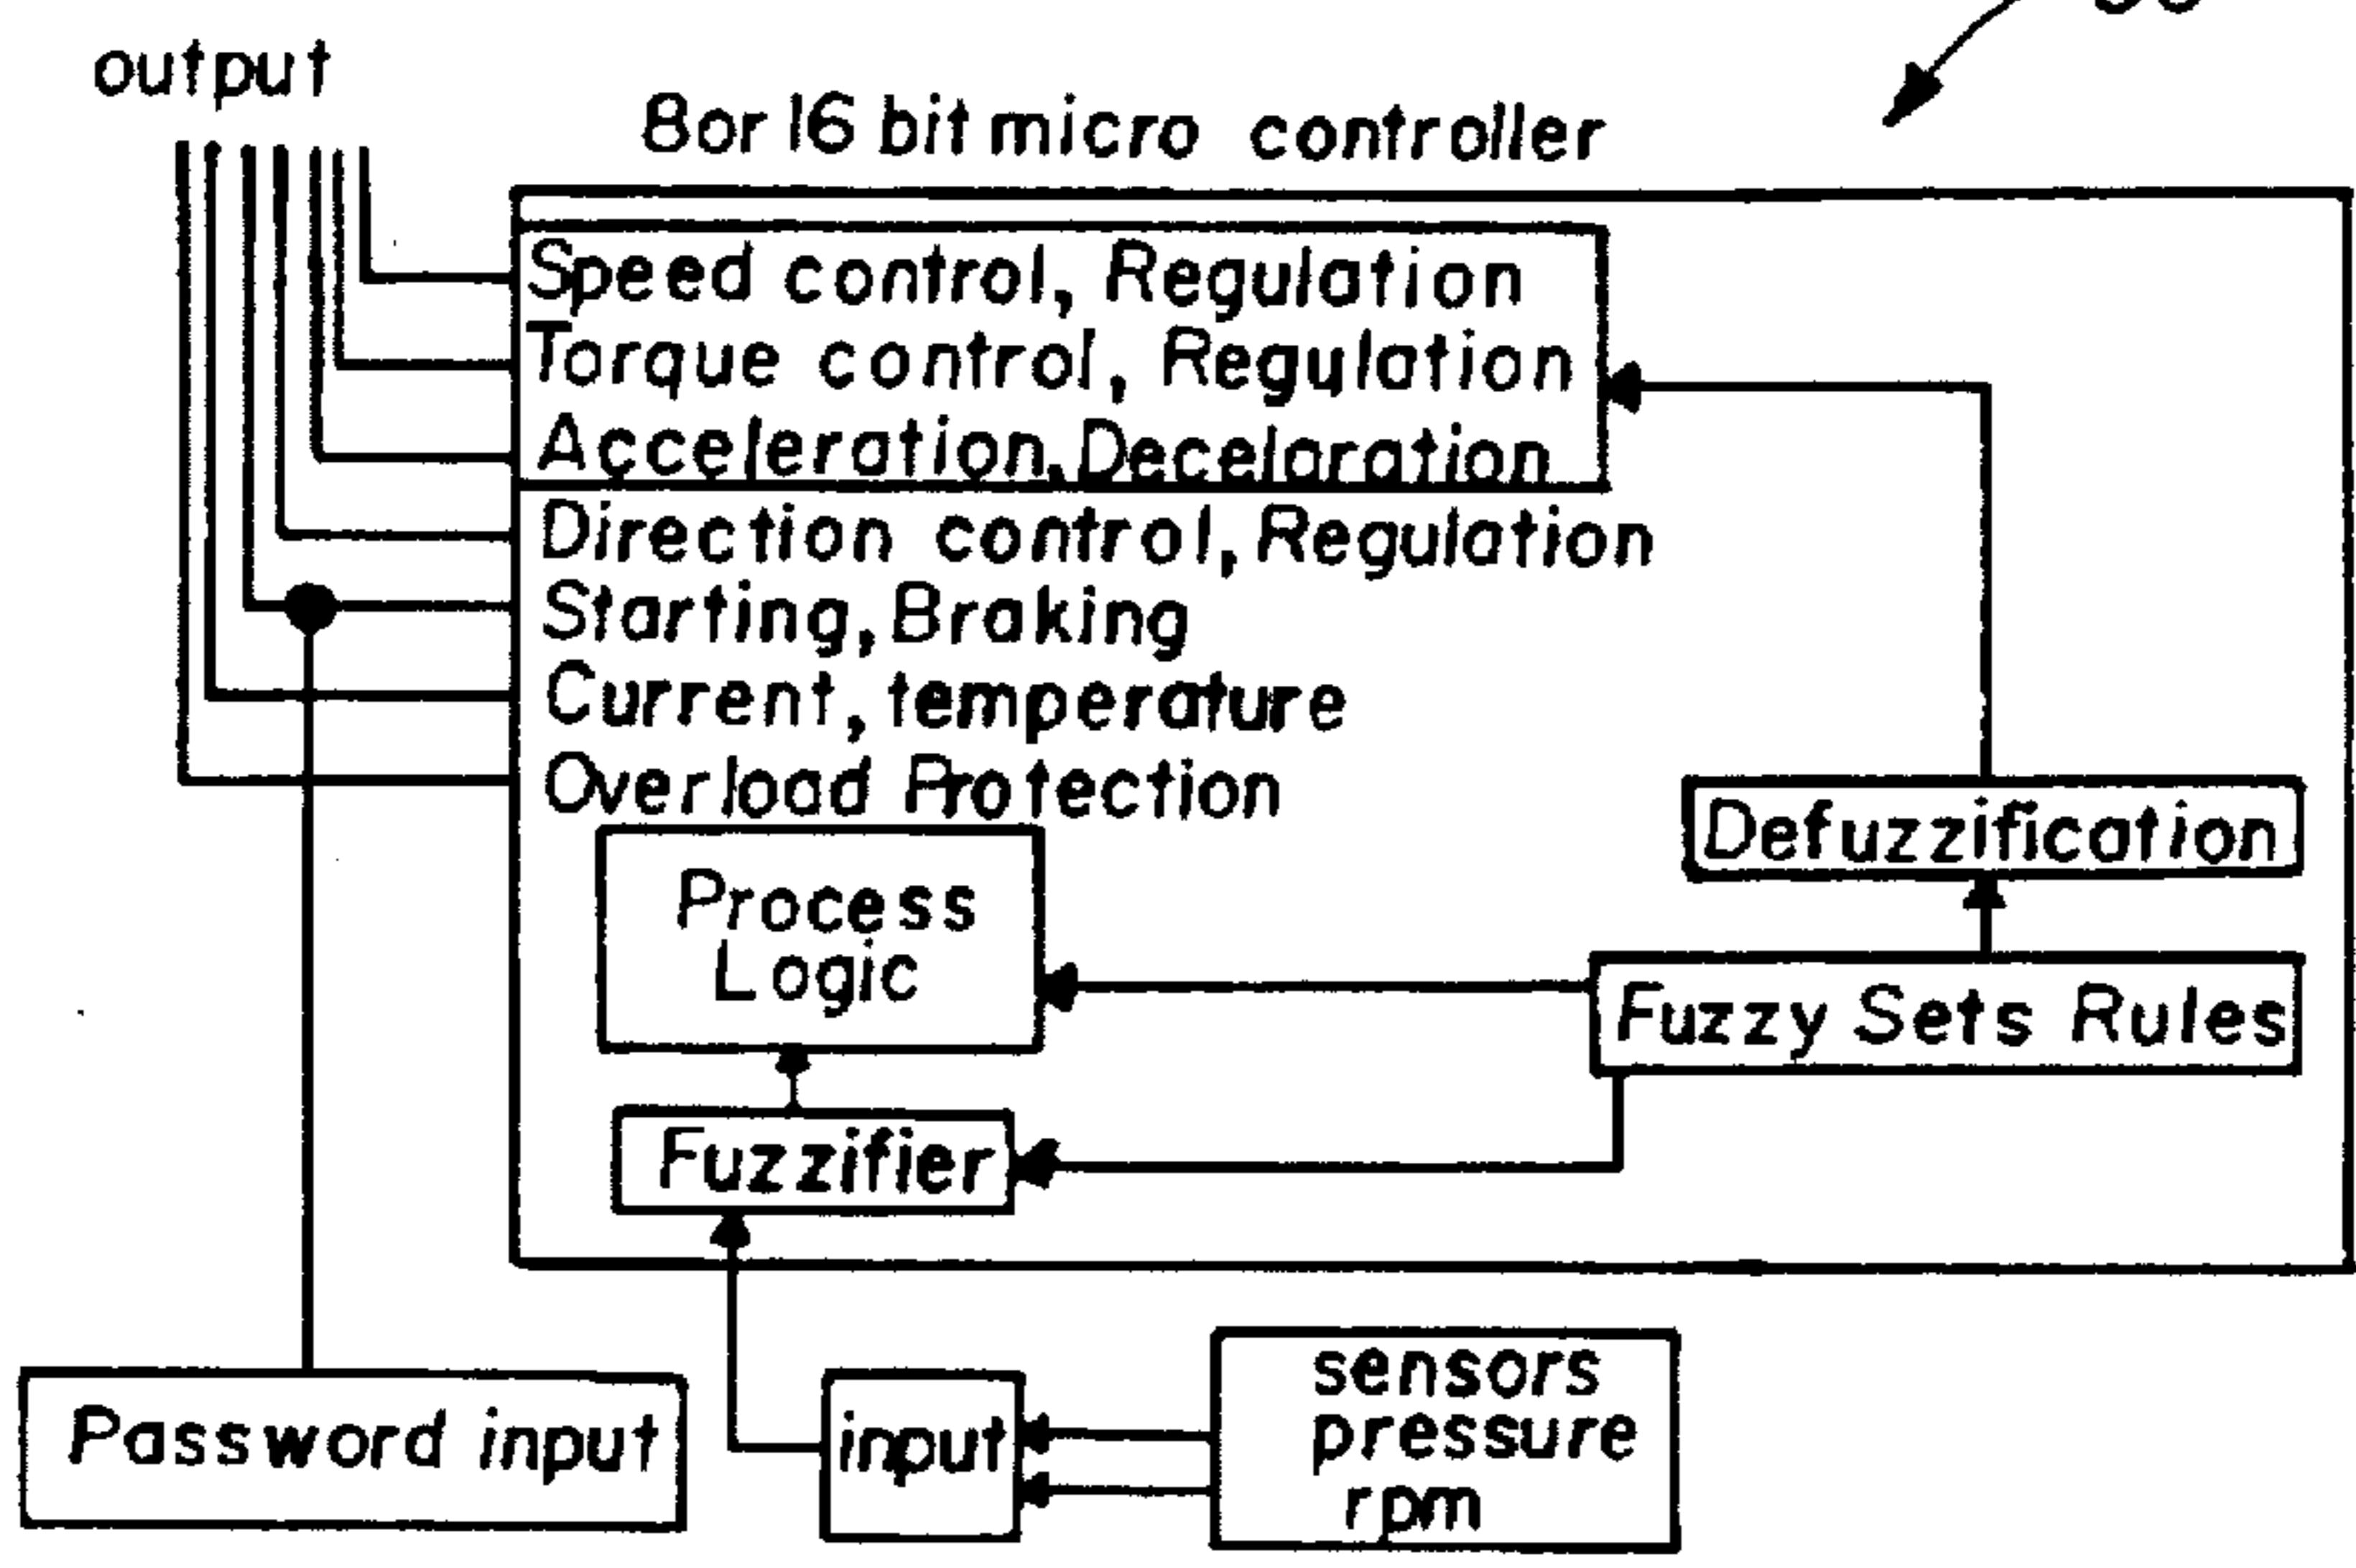 output
8or 16 bit micro controller
Speed control, Regulation
Torque control, Regulation
Acceleration, Decelaration
Direction control, Regulation
Starting, Braking
Current, temperature
Overload Protection
Process
Logic
Defuzzification
Fuzzy Sets Rules
Fuzzifier
Password input
input
sensors
pressure
rpm